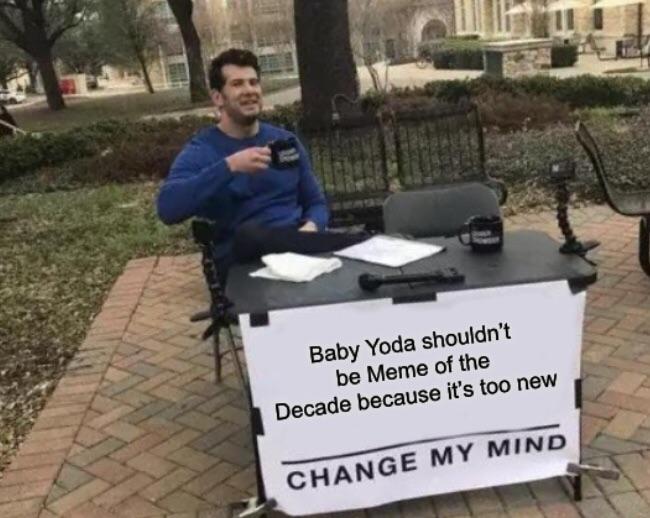 Baby Yoda shouldn't
be Meme of the
Decade because it's too new
CHANGE MY MIND